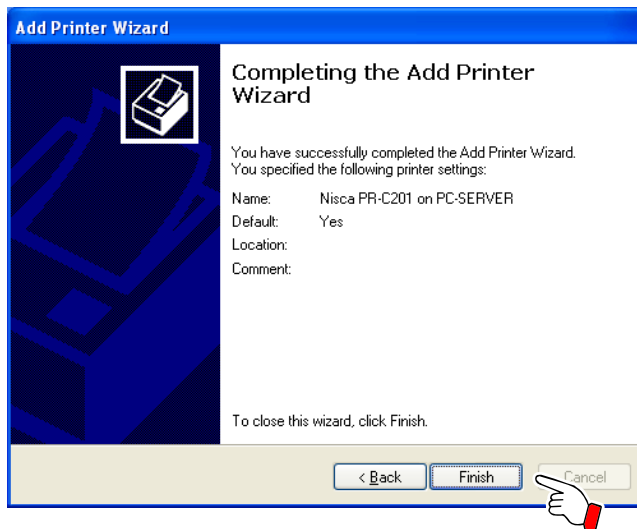 Add Printer Wizard
Completing the Add Printer
Wizard
You have successfully completed the Add Printer Wizard.
You specified the following printer settings:
Name: Nisca PR-C201 on PC-SERVER
Default: Yes
Location:
Comment:
To close this wizard, click Finish.
< Back Finish Cancel